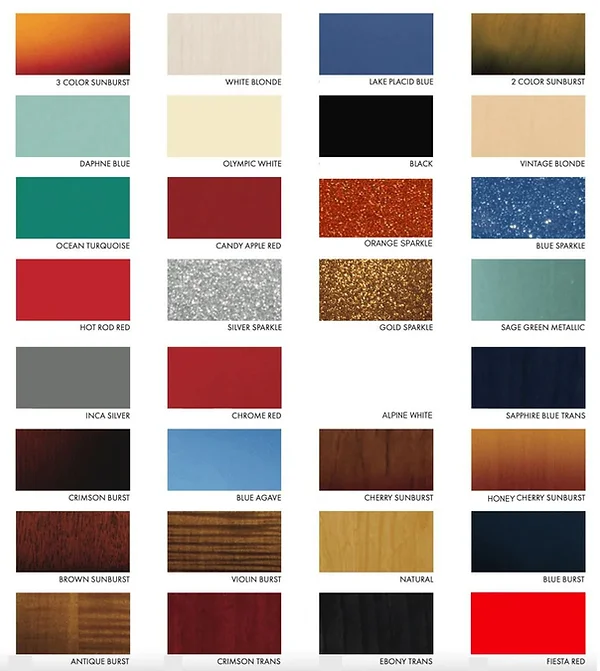 3 COLOR SUNBURST
WHITE BLONDE
LAKE PLACID BLUE
2 COLOR SUNBURST
DAPHNE BLUE
OLYMPIC WHITE
BLACK
VINTAGE BLONDE
OCEAN TURQUOISE
CANDY APPLE RED
ORANGE SPARKLE
BLUE SPARKLE
HOT ROD RED
SILVER SPARKLE
GOLD SPARKLE
SAGE GREEN METALLIC
INCA SILVER
CHROME RED
ALPINE WHITE
SAPPHIRE BLUE TRANS
CRIMSON BURST
BLUE AGAVE
CHERRY SUNBURST
HONEY CHERRY SUNBURST
BROWN SUNBURST
VIOLIN BURST
NATURAL
BLUE BURST
ANTIQUE BURST
CRIMSON TRANS
EBONY TRANS
FIESTA RED